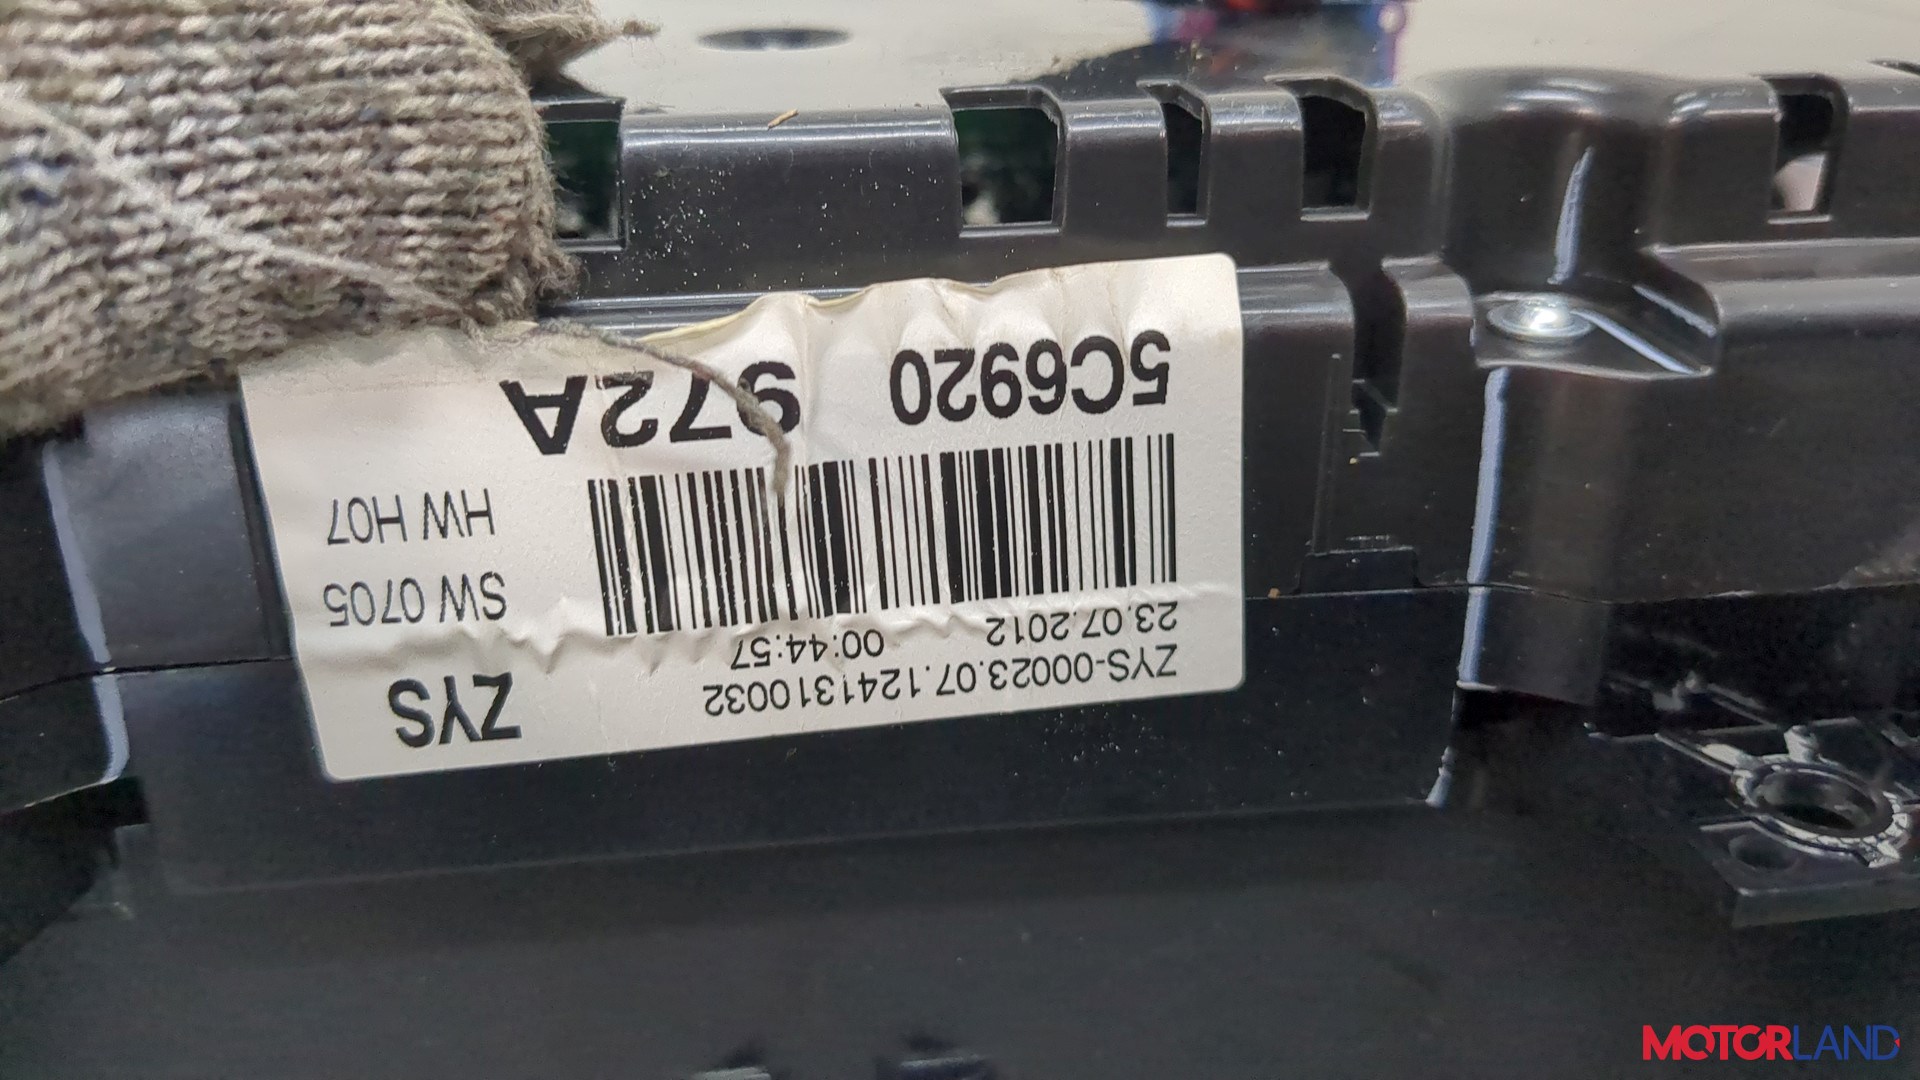 5C6920 972A
HW H07
SW 0705
23.07.2012 00:44:57
ZYS-00023.07.1241310032
ZYS
MOTORLAND